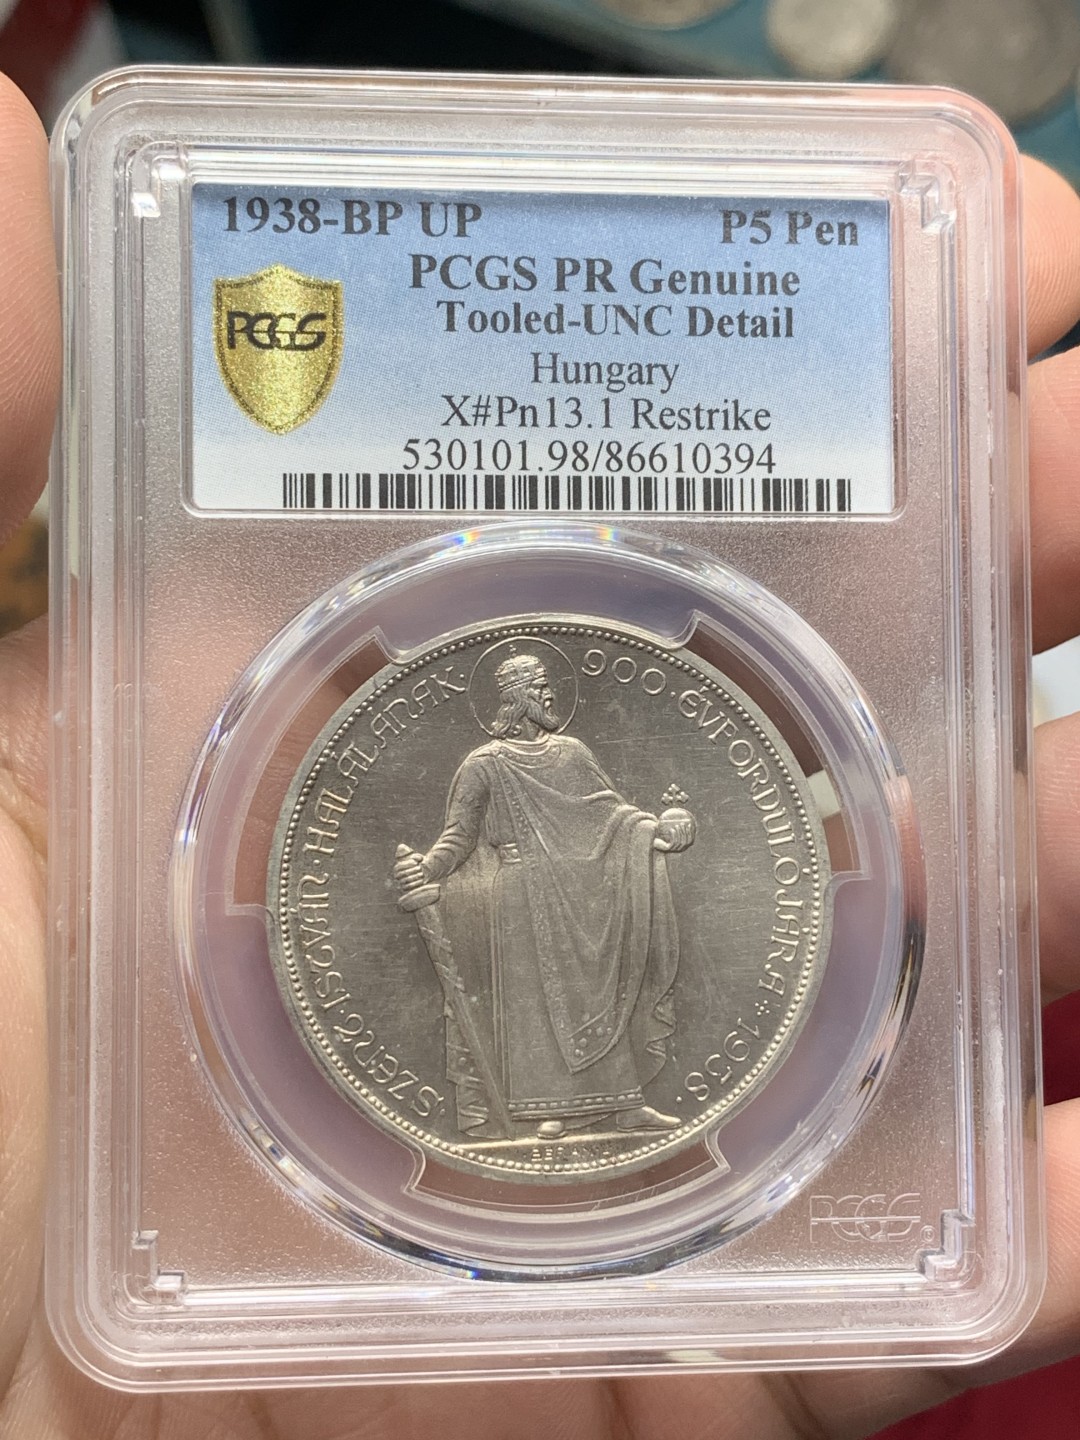 1938-BP UP P5 Pen
PCGS PR Genuine
Tooled-UNC Detail
Hungary
X#Pn13.1 Restrike
530101.98/86610394
PCGS
SZENT·ISTVÁN·HALÁLÁNAK· 900·ÉVFORDULÓJÁRA * 1938·
BERÁN L.
PCGS